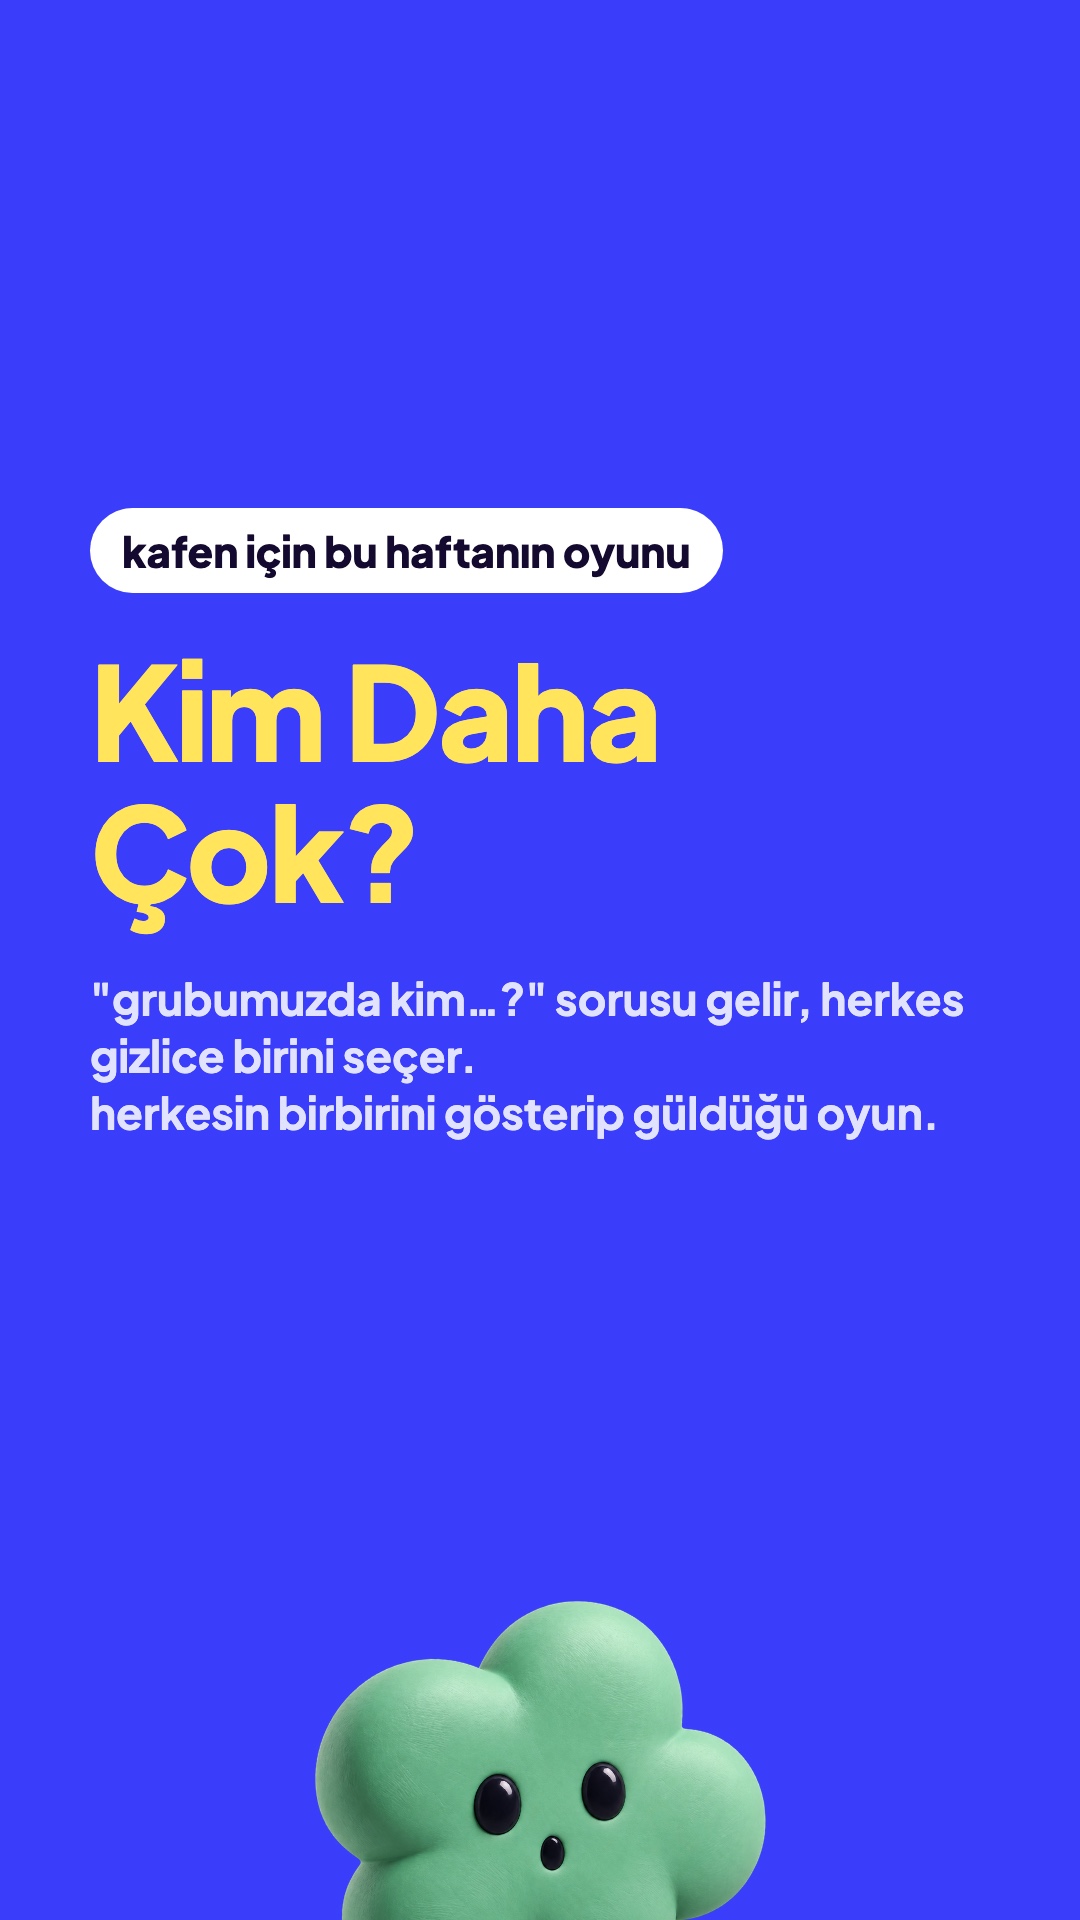 kafen için bu haftanın oyunu
Kim Daha
Çok?
"grubumuzda kim…?" sorusu gelir, herkes
gizlice birini seçer.
herkesin birbirini gösterip güldüğü oyun.